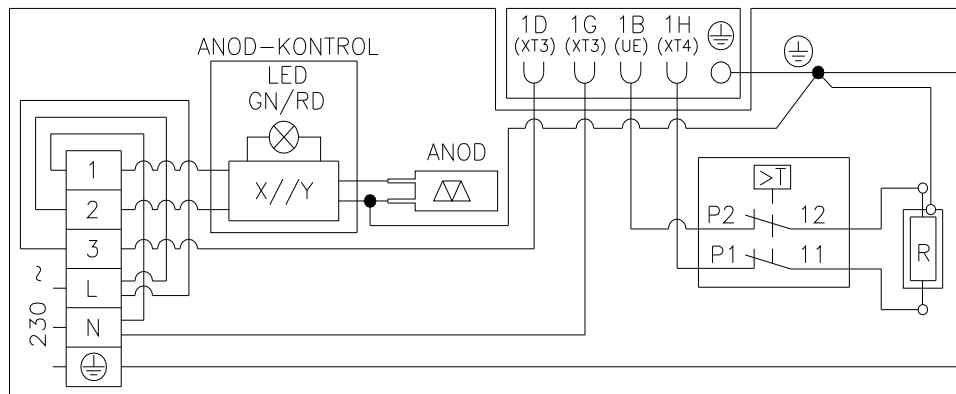 1D 1G 1B 1H
(XT3) (XT3) (UE) (XT4)
ANOD-KONTROL
LED
GN/RD
ANOD
1
X//Y
>T
2
P2 12
3
P1 11
R
~
L
230
N